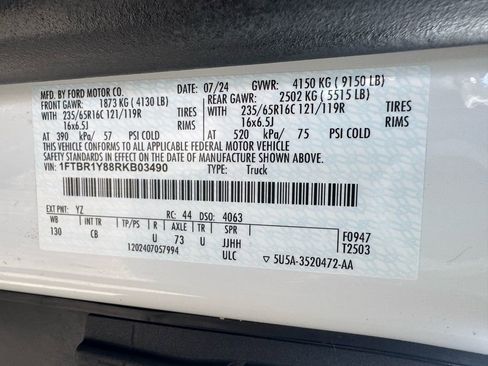 MFD. BY FORD MOTOR CO. 07/24 GVWR: 4150 KG ( 9150 LB)
FRONT GAWR: 1873 KG ( 4130 LB) REAR GAWR: 2502 KG ( 5515 LB)
WITH 235/65R16C 121/119R WITH 235/65R16C 121/119R
16x6.5J 16x6.5J
AT 390 kPa/ 57 PSI COLD AT 520 kPa/ 75 PSI COLD
THIS VEHICLE CONFORMS TO ALL APPLICABLE FEDERAL MOTOR VEHICLE
SAFETY STANDARDS IN EFFECT ON THE DATE OF MANUFACTURE SHOWN ABOVE.
VIN: 1FTBR1Y88RKB03490 TYPE: Truck
EXT PNT: YZ RC: 44 DSO: 4063
WB INT TR TP/PS R AXLE TR SPR F0947
130 CB U 73 U JJHH T2503
1202407057994 ULC ▽ 5U5A-3520472-AA